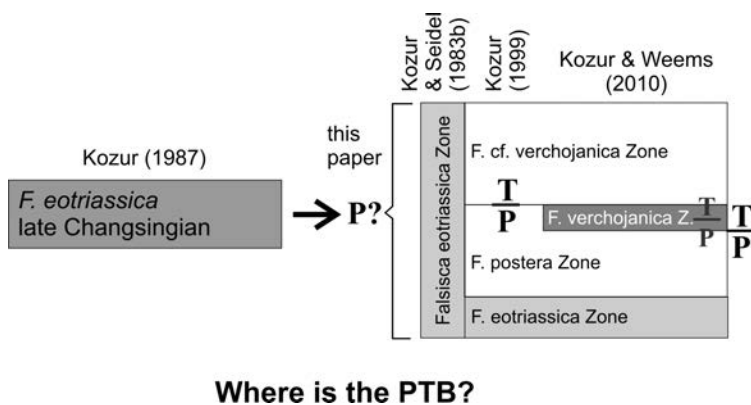 Kozur (1987)
F. eotriassica
late Changsingian
this
paper
P?
Kozur
& Seidel
(1983b)
Kozur
(1999)
Kozur & Weems
(2010)
Falsisca eotriassica Zone
F. cf. verchojanica Zone
T
P
F. verchojanica Z.
T
P
T
P
F. postera Zone
F. eotriassica Zone
Where is the PTB?